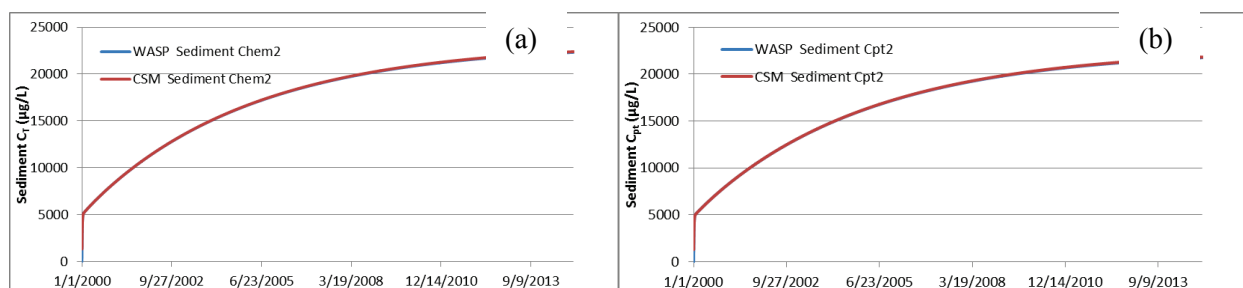 25000
20000
15000
10000
5000
0
Sediment C_T (µg/L)
WASP Sediment Chem2
CSM Sediment Chem2
(a)
1/1/2000 9/27/2002 6/23/2005 3/19/2008 12/14/2010 9/9/2013
25000
20000
15000
10000
5000
0
Sediment C_pt (µg/L)
WASP Sediment Cpt2
CSM Sediment Cpt2
(b)
1/1/2000 9/27/2002 6/23/2005 3/19/2008 12/14/2010 9/9/2013